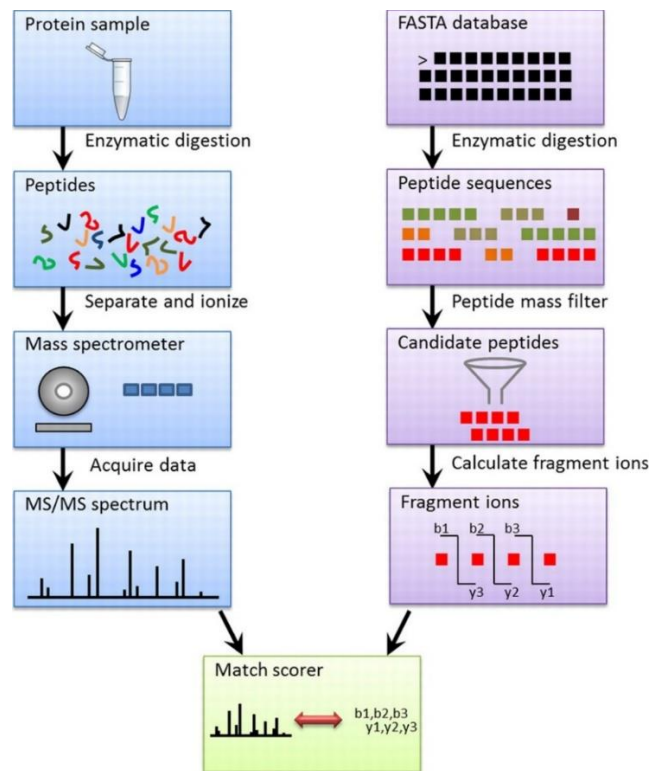 Protein sample
Enzymatic digestion
Peptides
Separate and ionize
Mass spectrometer
Acquire data
MS/MS spectrum
FASTA database
>
Enzymatic digestion
Peptide sequences
Peptide mass filter
Candidate peptides
Calculate fragment ions
Fragment ions
b1 b2 b3
y3 y2 y1
Match scorer
b1,b2,b3
y1,y2,y3